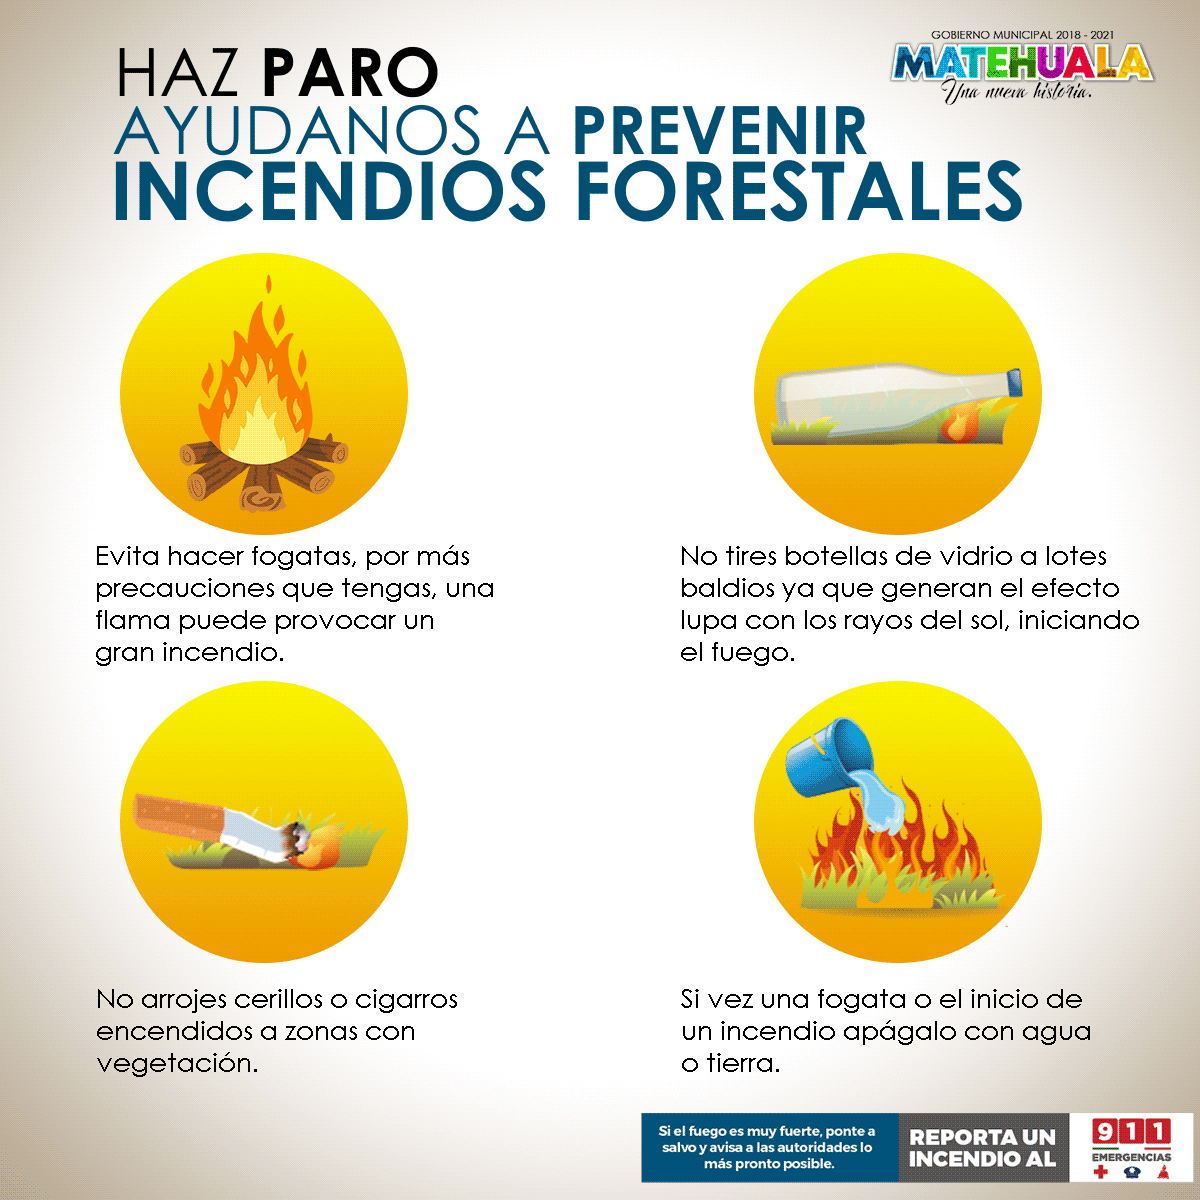 GOBIERNO MUNICIPAL 2018 - 2021
MATEHUALA
Una nueva historia.
HAZ PARO
AYUDANOS A PREVENIR
INCENDIOS FORESTALES
Evita hacer fogatas, por más
precauciones que tengas, una
flama puede provocar un
gran incendio.
No tires botellas de vidrio a lotes
baldios ya que generan el efecto
lupa con los rayos del sol, iniciando
el fuego.
No arrojes cerillos o cigarros
encendidos a zonas con
vegetación.
Si vez una fogata o el inicio de
un incendio apágalo con agua
o tierra.
Si el fuego es muy fuerte, ponte a
salvo y avisa a las autoridades lo
más pronto posible.
REPORTA UN
INCENDIO AL
911
EMERGENCIAS